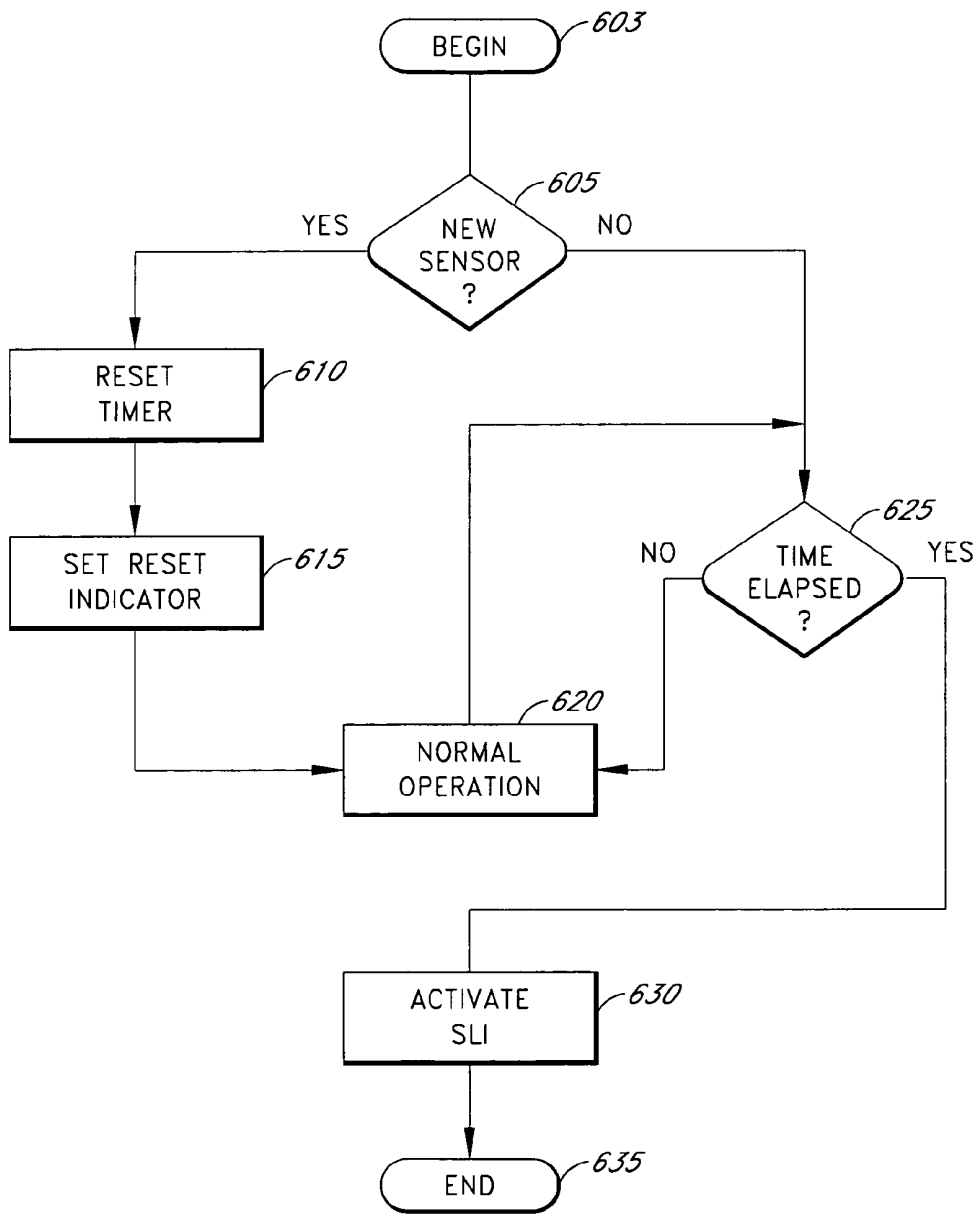 BEGIN
603
605
YES
NEW
SENSOR
?
NO
RESET
TIMER
610
625
NO
TIME
ELAPSED
?
YES
SET RESET
INDICATOR
615
620
NORMAL
OPERATION
ACTIVATE
SLI
630
END
635